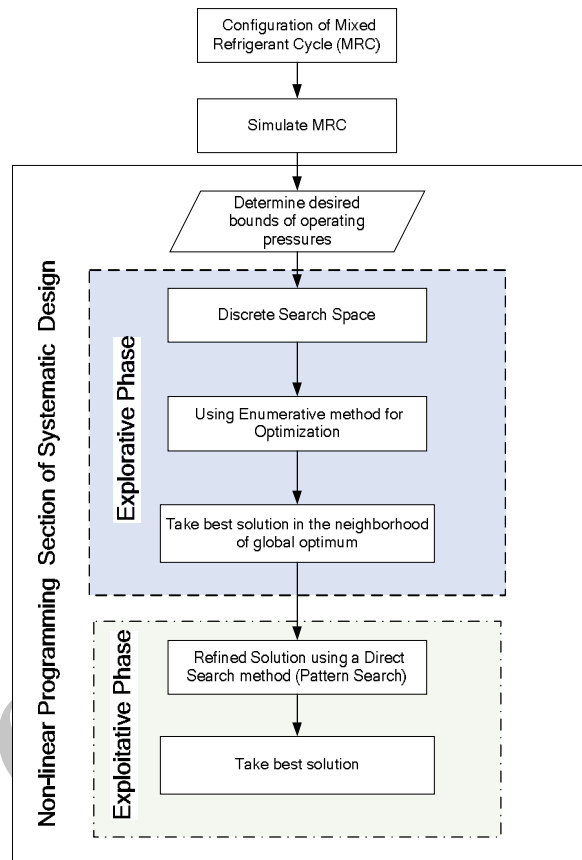 Configuration of Mixed
Refrigerant Cycle (MRC)
Simulate MRC
Non-linear Programming Section of Systematic Design
Determine desired
bounds of operating
pressures
Explorative Phase
Discrete Search Space
Using Enumerative method for
Optimization
Take best solution in the neighborhood
of global optimum
Exploitative Phase
Refined Solution using a Direct
Search method (Pattern Search)
Take best solution